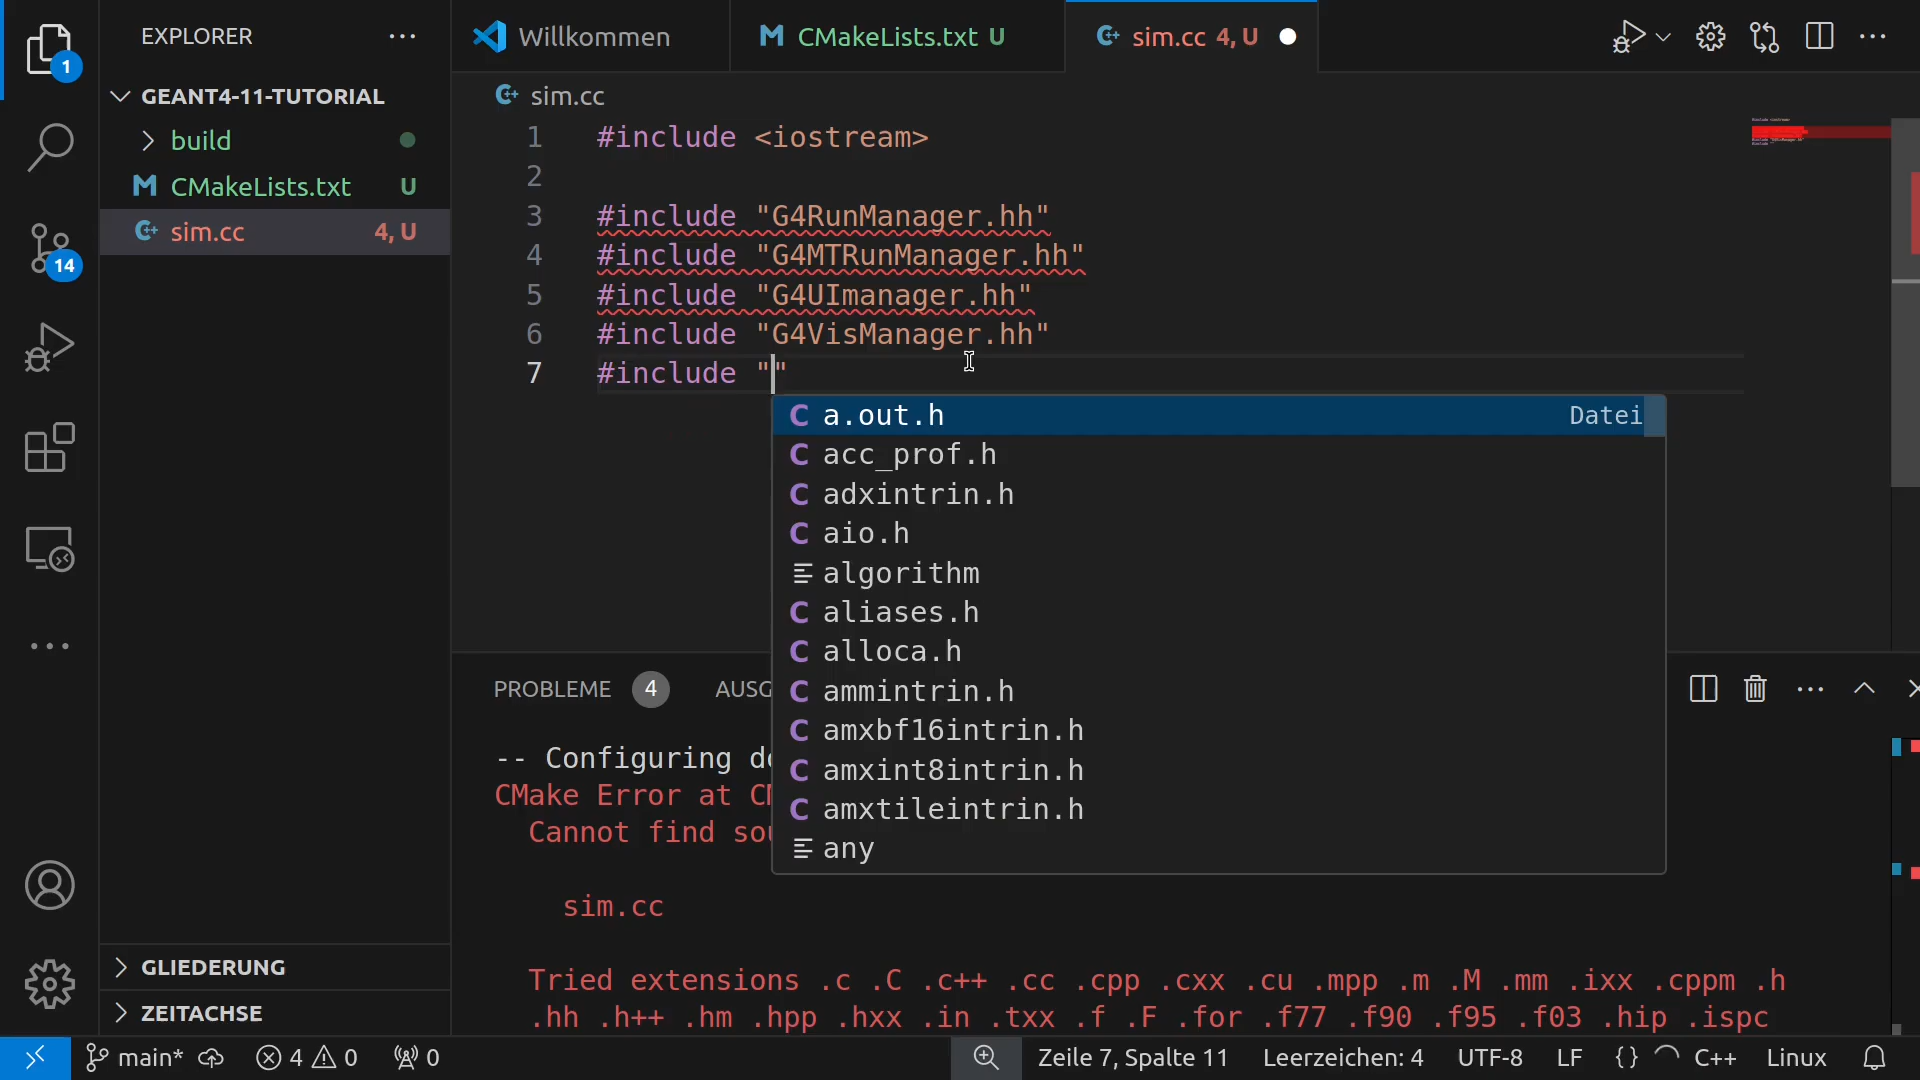 EXPLORER
1
GEANT4-11-TUTORIAL
build
CMakeLists.txt U
sim.cc 4, U
14
GLIEDERUNG
ZEITACHSE
Willkommen
CMakeLists.txt U
sim.cc 4, U
sim.cc
1 #include <iostream>
2
3 #include "G4RunManager.hh"
4 #include "G4MTRunManager.hh"
5 #include "G4UImanager.hh"
6 #include "G4VisManager.hh"
7 #include ""
a.out.h Datei
acc_prof.h
adxintrin.h
aio.h
algorithm
aliases.h
alloca.h
ammintrin.h
amxbf16intrin.h
amxint8intrin.h
amxtileintrin.h
any
PROBLEME 4 AUSG
-- Configuring do
CMake Error at CM
Cannot find sou
sim.cc
Tried extensions .c .C .c++ .cc .cpp .cxx .cu .mpp .m .M .mm .ixx .cppm .h
.hh .h++ .hm .hpp .hxx .in .txx .f .F .for .f77 .f90 .f95 .f03 .hip .ispc
main* 4 0 0 Zeile 7, Spalte 11 Leerzeichen: 4 UTF-8 LF {} C++ Linux